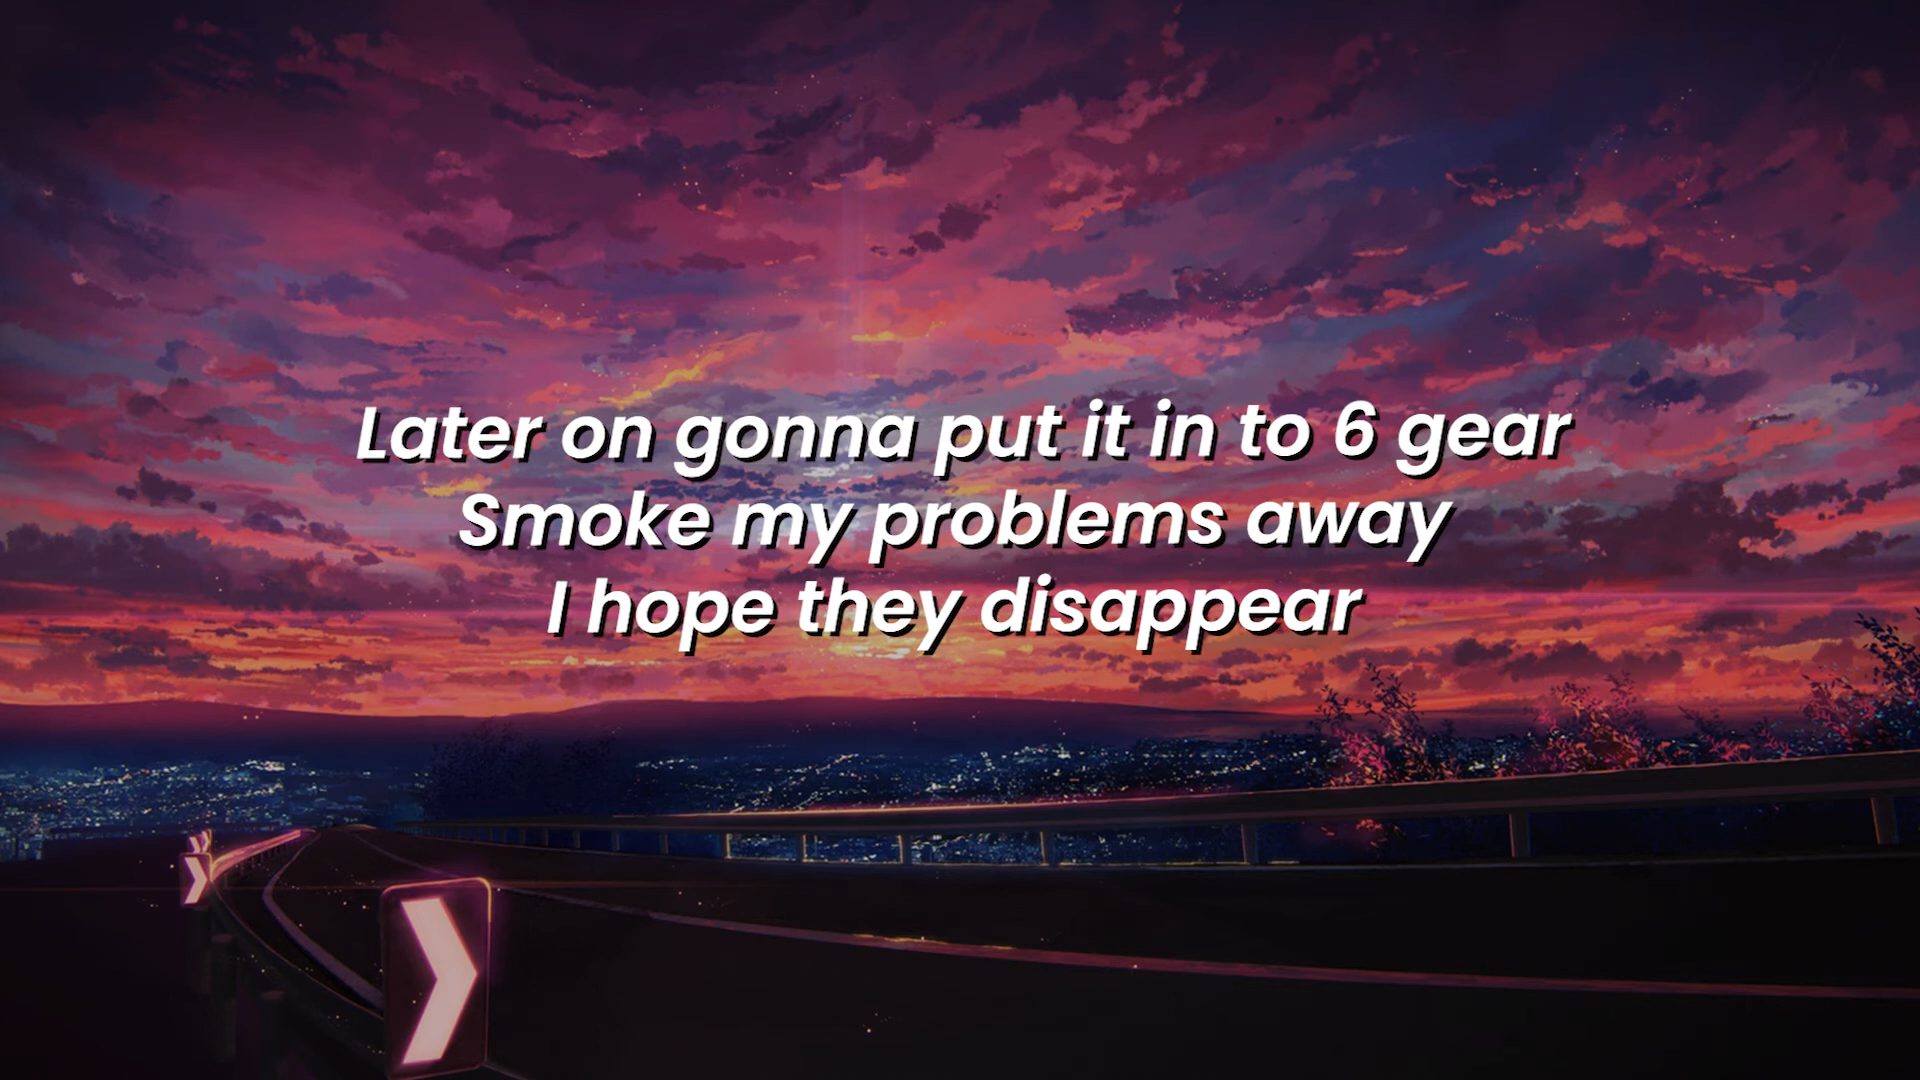 Later on gonna put it in to 6 gear
Smoke my problems away
I hope they disappear